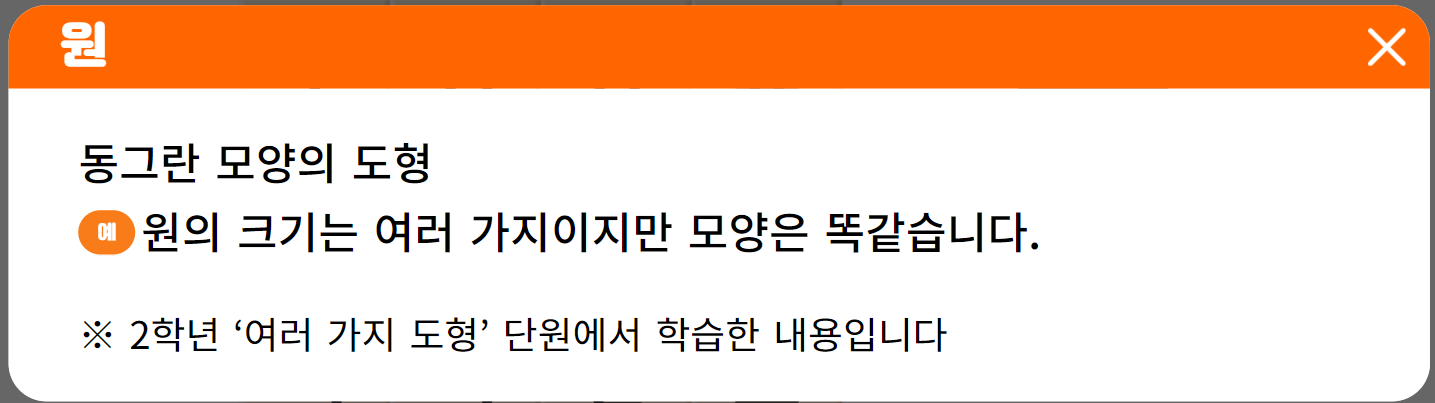 원
동그란 모양의 도형
예 원의 크기는 여러 가지이지만 모양은 똑같습니다.
※ 2학년 ‘여러 가지 도형’ 단원에서 학습한 내용입니다